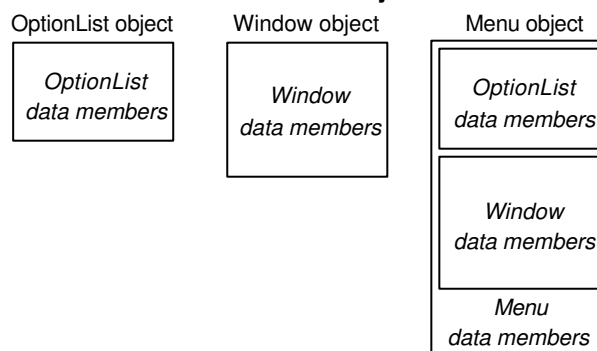 OptionList object
Window object
Menu object
OptionList
data members
Window
data members
OptionList
data members
Window
data members
Menu
data members